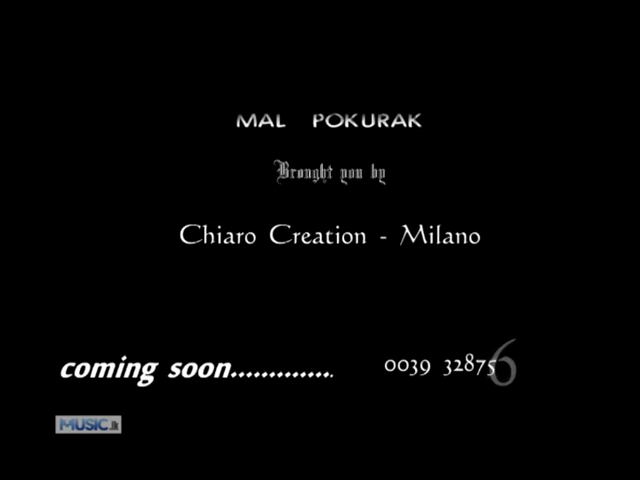 MAL POKURAK
Brought you by
Chiaro Creation - Milano
coming soon..............
0039 328756
MUSIC.lk